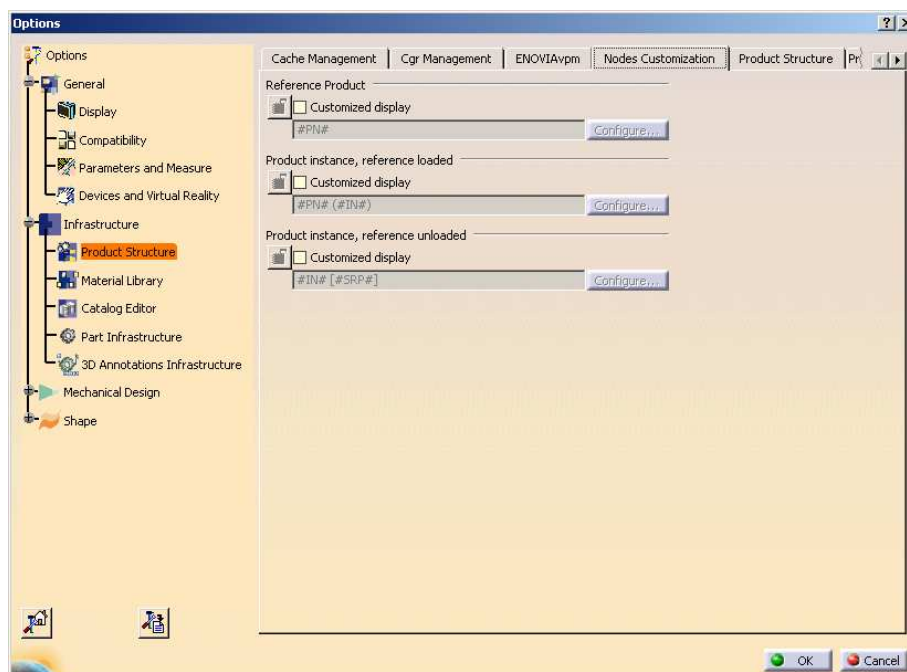 Options
Options
General
Display
Compatibility
Parameters and Measure
Devices and Virtual Reality
Infrastructure
Product Structure
Material Library
Catalog Editor
Part Infrastructure
3D Annotations Infrastructure
Mechanical Design
Shape
Cache Management
Cgr Management
ENOVIAvpm
Nodes Customization
Product Structure
Reference Product
Customized display
#PN#
Configure...
Product instance, reference loaded
Customized display
#PN# (#IN#)
Configure...
Product instance, reference unloaded
Customized display
#IN# [#SRP#]
Configure...
OK
Cancel